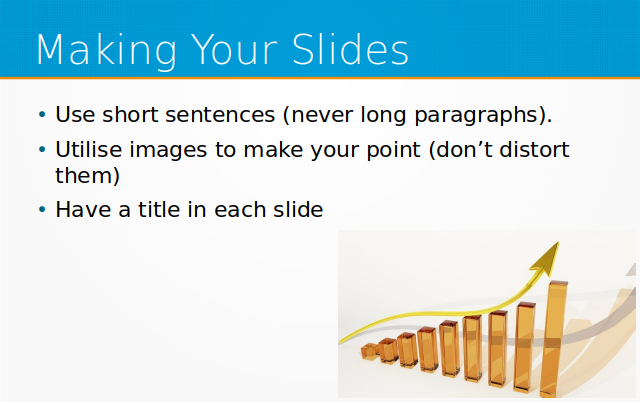 Making Your Slides
• Use short sentences (never long paragraphs).
• Utilise images to make your point (don’t distort
them)
• Have a title in each slide